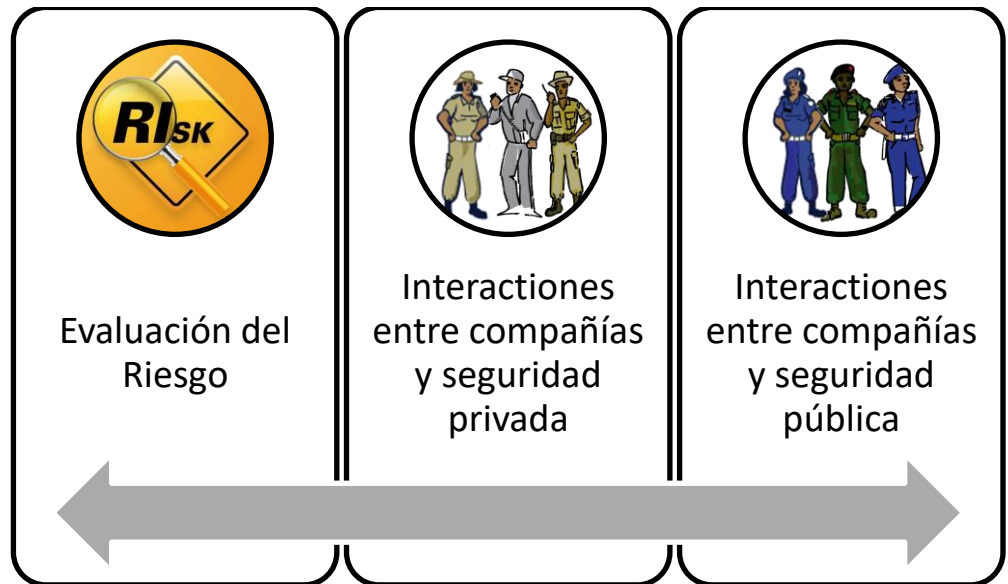 RISK
Evaluación del
Riesgo
Interactiones
entre compañías
y seguridad
privada
Interactiones
entre compañías
y seguridad
pública